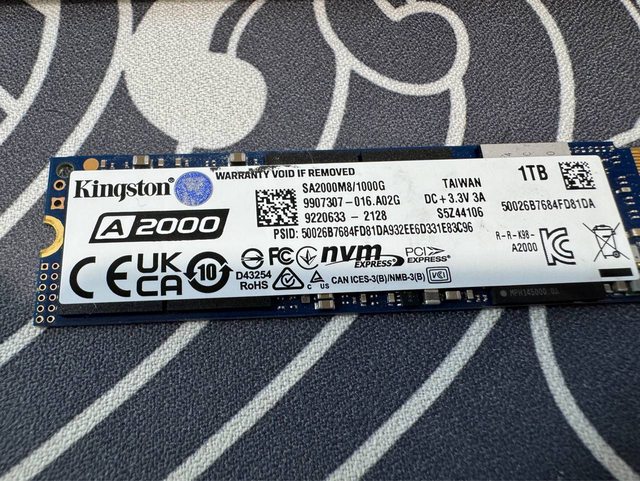 WARRANTY VOID IF REMOVED
Kingston
A2000
SA2000M8/1000G
9907307-016.A02G
9220633 - 2128
PSID: 50026B7684FD81DA932EE6D331E83C96
TAIWAN
DC + 3.3V 3A
S5Z44106
1TB
50026B7684FD81DA
R-R-K98-
A2000
CE
UK
CA
10
D43254
RoHS
FC
nvm
EXPRESS
PCI
EXPRESS®
C US
CAN ICES-3(B)/NMB-3(B)
VCI